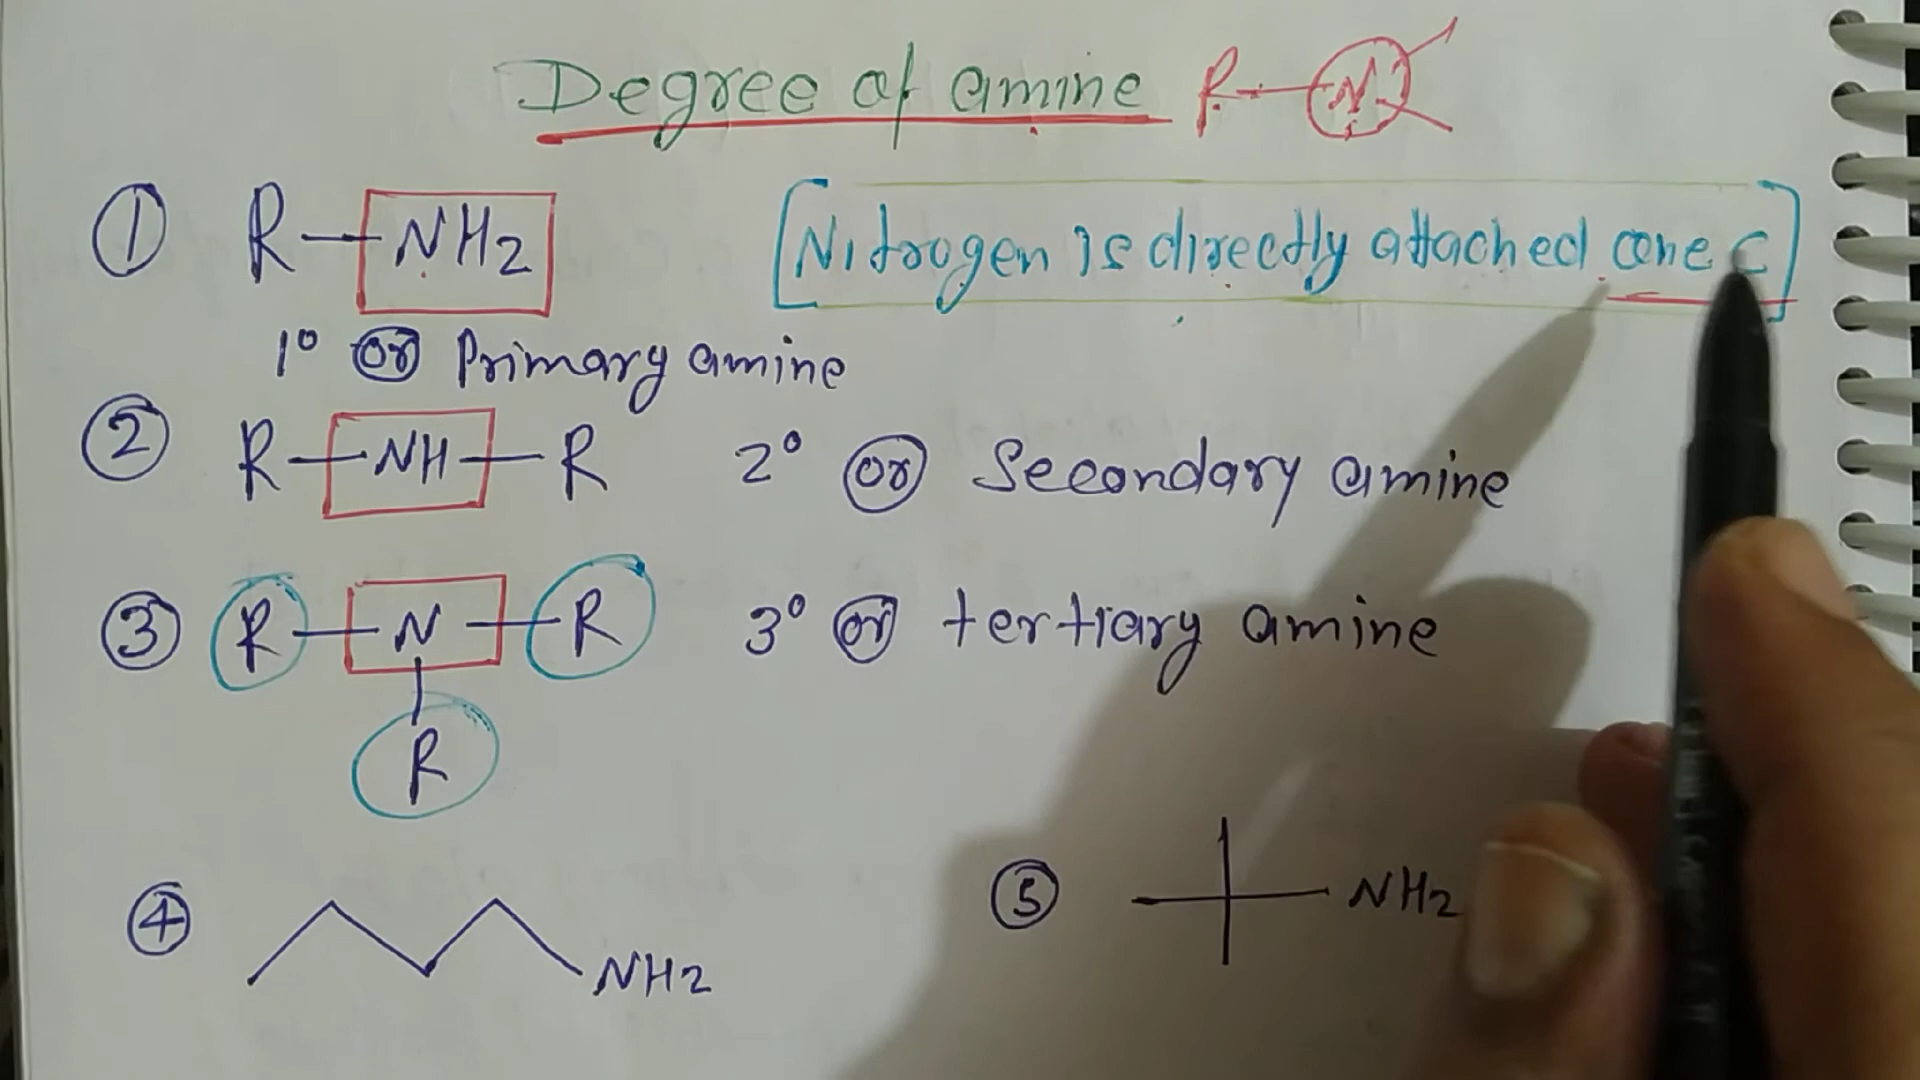 Degree of amine R-N
① R-NH2 [Nitrogen is directly attached one C]
1° or Primary amine
② R-NH-R 2° or Secondary amine
③ R-N-R 3° or tertiary amine
R
④ NH2
⑤ NH2